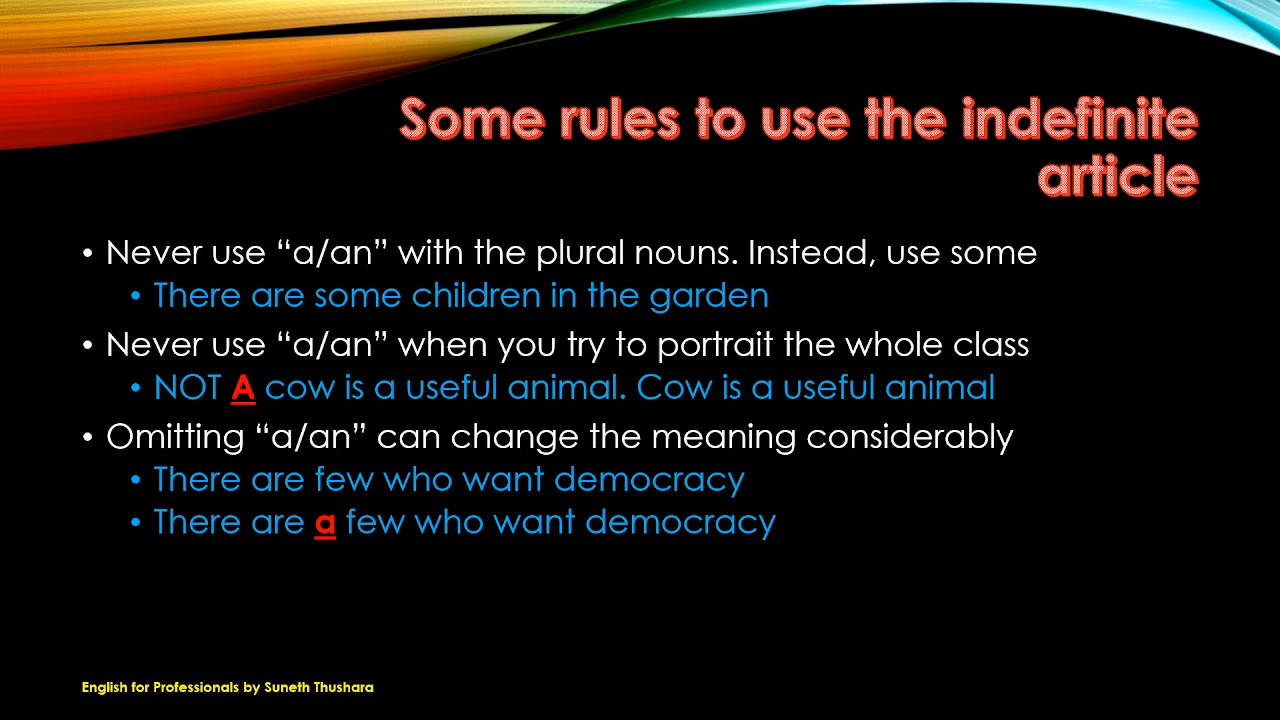 Some rules to use the indefinite
article
• Never use “a/an” with the plural nouns. Instead, use some
• There are some children in the garden
• Never use “a/an” when you try to portrait the whole class
• NOT A cow is a useful animal. Cow is a useful animal
• Omitting “a/an” can change the meaning considerably
• There are few who want democracy
• There are a few who want democracy
English for Professionals by Suneth Thushara